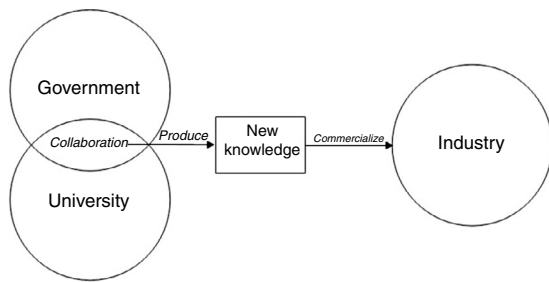 Government
Collaboration
Produce
New
knowledge
Commercialize
Industry
University